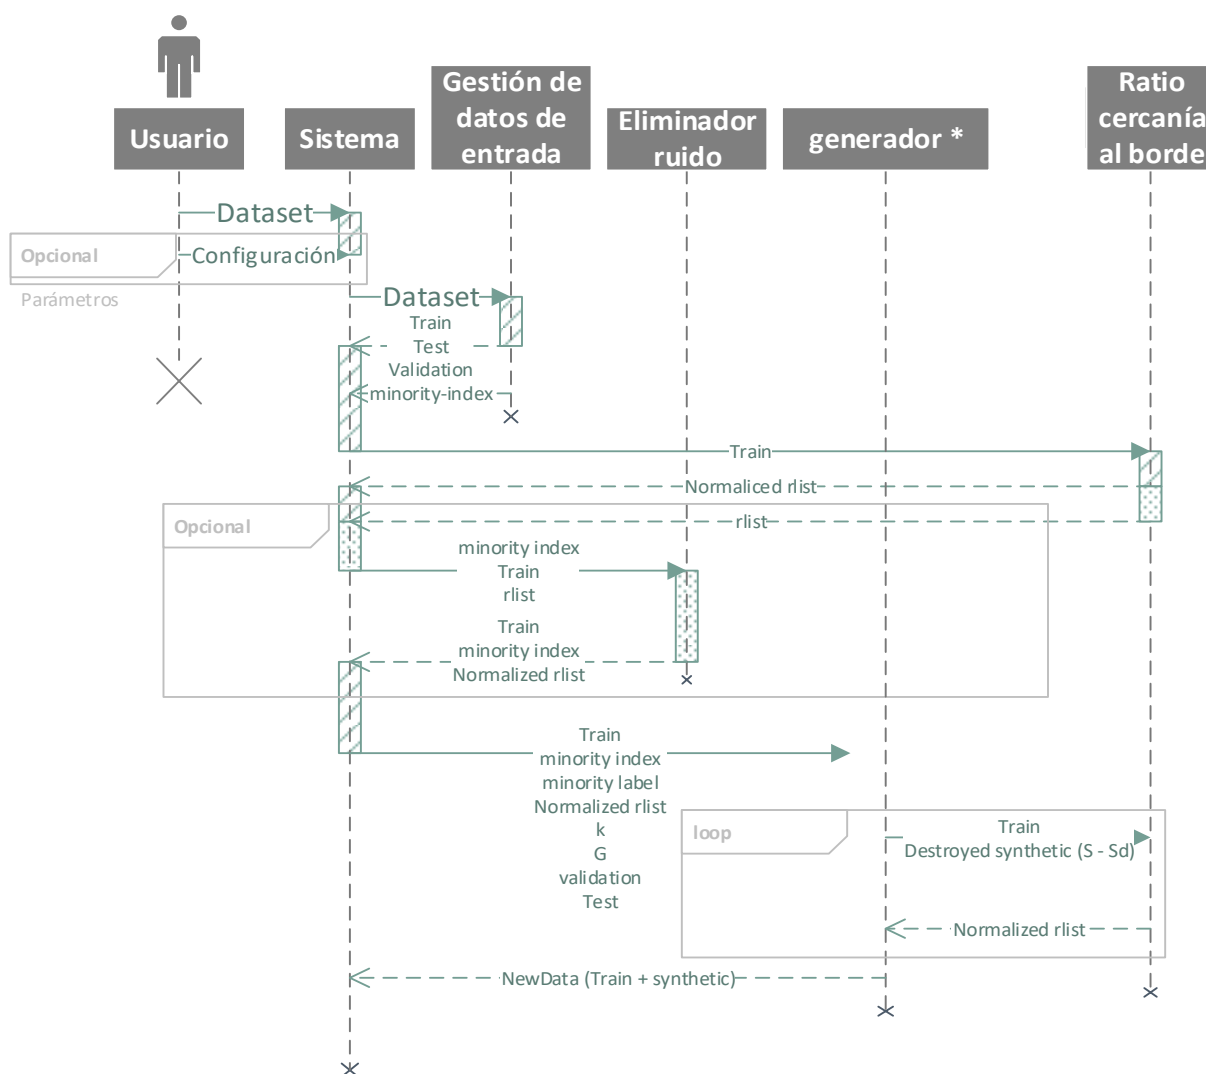 Usuario
Sistema
Gestión de
datos de
entrada
Eliminador
ruido
generador *
Ratio
cercanía
al borde
Dataset
Opcional
Configuración
Parámetros
Dataset
Train
Test
Validation
minority-index
Train
Normaliced rlist
rlist
Opcional
minority index
Train
rlist
Train
minority index
Normalized rlist
Train
minority index
minority label
Normalized rlist
k
G
validation
Test
loop
Train
Destroyed synthetic (S - Sd)
Normalized rlist
NewData (Train + synthetic)